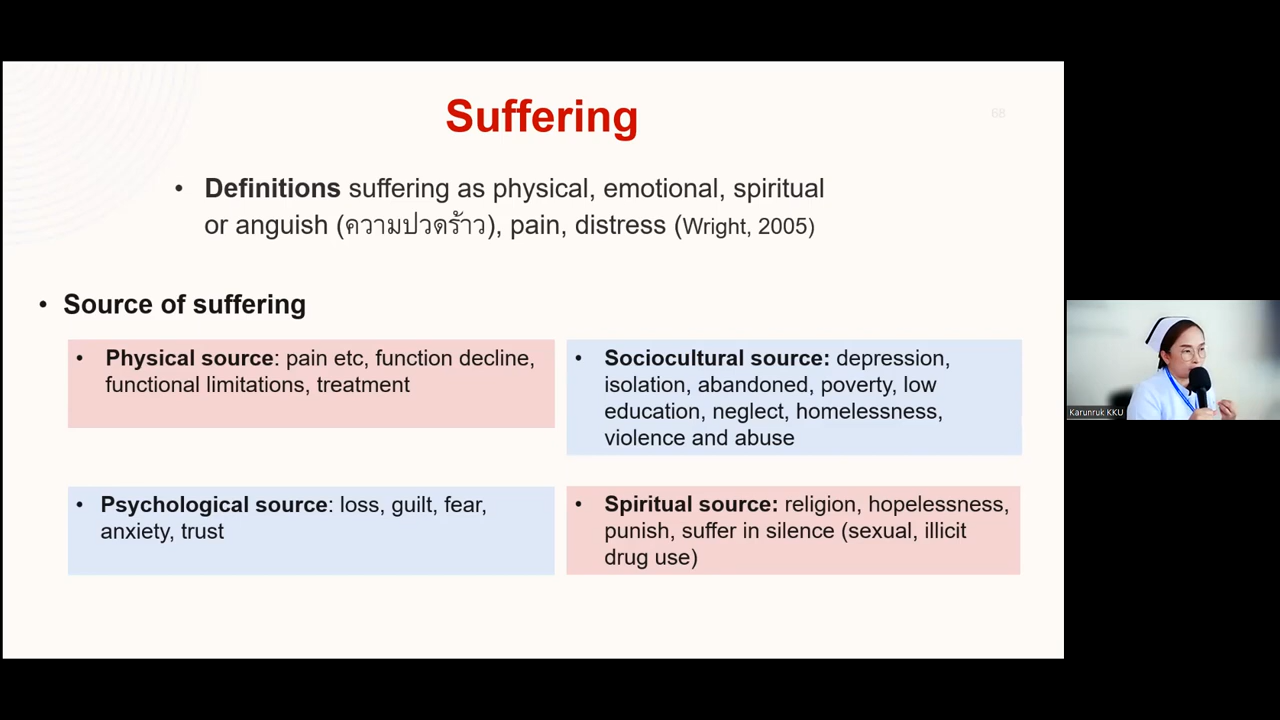 Suffering
68
• Definitions suffering as physical, emotional, spiritual
or anguish (ความปวดร้าว), pain, distress (Wright, 2005)
• Source of suffering
• Physical source: pain etc, function decline,
functional limitations, treatment
• Sociocultural source: depression,
isolation, abandoned, poverty, low
education, neglect, homelessness,
violence and abuse
• Psychological source: loss, guilt, fear,
anxiety, trust
• Spiritual source: religion, hopelessness,
punish, suffer in silence (sexual, illicit
drug use)
Karunruk KKU